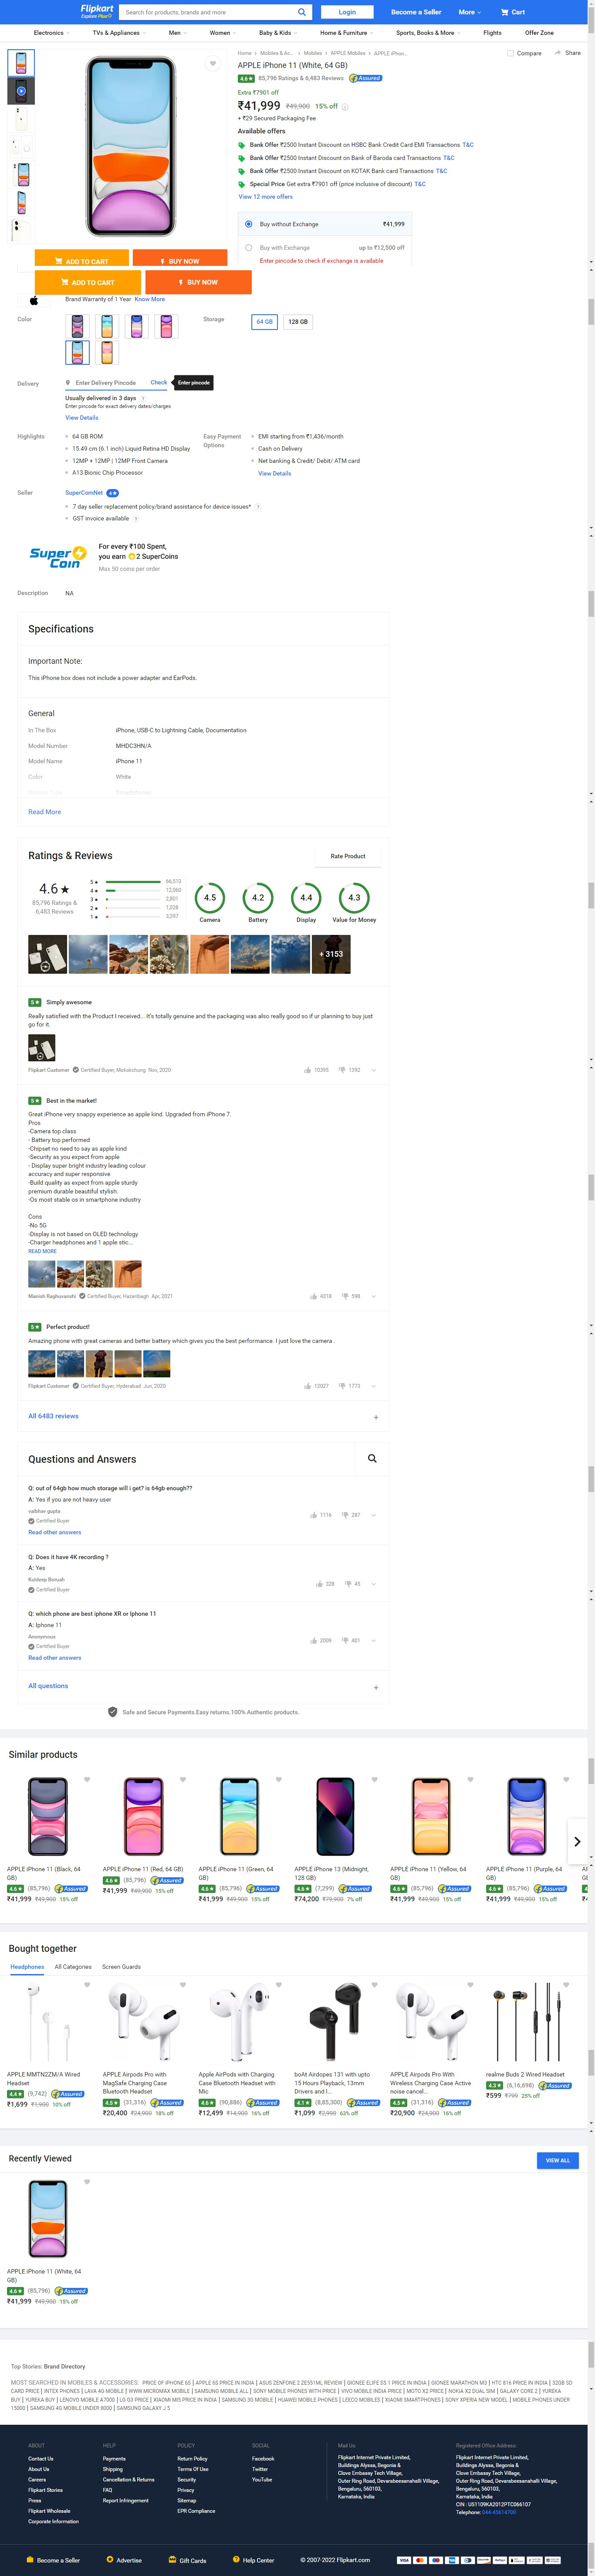 Flipkart
Explore Plus
Search for products, brands and more
Login
Become a Seller
More
Cart
Electronics
TVs & Appliances
Men
Women
Baby & Kids
Home & Furniture
Sports, Books & More
Flights
Offer Zone
Home > Mobiles & Ac... > Mobiles > APPLE Mobiles > APPLE iPhon...
Compare
Share
APPLE iPhone 11 (White, 64 GB)
4.6★ 85,796 Ratings & 6,483 Reviews Assured
Extra ₹7901 off
₹41,999 ₹49,900 15% off
+ ₹29 Secured Packaging Fee
Available offers
Bank Offer ₹2500 Instant Discount on HSBC Bank Credit Card EMI Transactions T&C
Bank Offer ₹2500 Instant Discount on Bank of Baroda card Transactions T&C
Bank Offer ₹2500 Instant Discount on KOTAK Bank card Transactions T&C
Special Price Get extra ₹7901 off (price inclusive of discount) T&C
View 12 more offers
Buy without Exchange ₹41,999
Buy with Exchange up to ₹12,500 off
Enter pincode to check if exchange is available
ADD TO CART
BUY NOW
ADD TO CART
BUY NOW
Brand Warranty of 1 Year Know More
Color
Storage
64 GB
128 GB
Delivery
Enter Delivery Pincode
Check
Enter pincode
Usually delivered in 3 days ?
Enter pincode for exact delivery dates/charges
View Details
Highlights
64 GB ROM
15.49 cm (6.1 inch) Liquid Retina HD Display
12MP + 12MP | 12MP Front Camera
A13 Bionic Chip Processor
Easy Payment Options
EMI starting from ₹1,436/month
Cash on Delivery
Net banking & Credit/ Debit/ ATM card
View Details
Seller
SuperComNet 4★
7 day seller replacement policy/brand assistance for device issues* ?
GST invoice available ?
Super Coin
For every ₹100 Spent,
you earn 2 SuperCoins
Max 50 coins per order
Description NA
Specifications
Important Note:
This iPhone box does not include a power adapter and EarPods.
General
In The Box iPhone, USB-C to Lightning Cable, Documentation
Model Number MHDC3HN/A
Model Name iPhone 11
Color White
Read More
Ratings & Reviews
Rate Product
4.6★
85,796 Ratings &
6,483 Reviews
5★ 66,510
4★ 12,060
3★ 2,801
2★ 1,028
1★ 3,397
4.5 Camera
4.2 Battery
4.4 Display
4.3 Value for Money
+ 3153
5★ Simply awesome
Really satisfied with the Product I received... It's totally genuine and the packaging was also really good so if ur planning to buy just
go for it.
Flipkart Customer Certified Buyer, Mokokchung Nov, 2020
10395 1392
5★ Best in the market!
Great iPhone very snappy experience as apple kind. Upgraded from iPhone 7.
Pros
-Camera top class
- Battery top performed
-Chipset no need to say as apple kind
-Security as you expect from apple
- Display super bright industry leading colour
accuracy and super responsive
-Build quality as expect from apple sturdy
premium durable beautiful stylish.
-Os most stable os in smartphone industry
Cons
-No 5G
-Display is not based on OLED technology
-Charger headphones and 1 apple stic...
READ MORE
Manish Raghuvanshi Certified Buyer, Hazaribagh Apr, 2021
4318 598
5★ Perfect product!
Amazing phone with great cameras and better battery which gives you the best performance. I just love the camera .
Flipkart Customer Certified Buyer, Hyderabad Jun, 2020
12027 1773
All 6483 reviews +
Questions and Answers
Q: out of 64gb how much storage will i get? is 64gb enough??
A: Yes if you are not heavy user
vaibhav gupta
Certified Buyer
1116 287
Read other answers
Q: Does it have 4K recording ?
A: Yes
Kuldeep Boruah
Certified Buyer
328 45
Q: which phone are best iphone XR or Iphone 11
A: Iphone 11
Anonymous
Certified Buyer
2009 401
Read other answers
All questions +
Safe and Secure Payments.Easy returns.100% Authentic products.
Similar products
APPLE iPhone 11 (Black, 64 GB)
4.6★ (85,796) Assured
₹41,999 ₹49,900 15% off
APPLE iPhone 11 (Red, 64 GB)
4.6★ (85,796) Assured
₹41,999 ₹49,900 15% off
APPLE iPhone 11 (Green, 64 GB)
4.6★ (85,796) Assured
₹41,999 ₹49,900 15% off
APPLE iPhone 13 (Midnight, 128 GB)
4.6★ (7,299) Assured
₹74,200 ₹79,900 7% off
APPLE iPhone 11 (Yellow, 64 GB)
4.6★ (85,796) Assured
₹41,999 ₹49,900 15% off
APPLE iPhone 11 (Purple, 64 GB)
4.6★ (85,796) Assured
₹41,999 ₹49,900 15% off
Bought together
Headphones
All Categories
Screen Guards
APPLE MMTN2ZM/A Wired Headset
4.4★ (9,742) Assured
₹1,699 ₹1,900 10% off
APPLE Airpods Pro with MagSafe Charging Case Bluetooth Headset
4.5★ (31,316) Assured
₹20,400 ₹24,900 18% off
Apple AirPods with Charging Case Bluetooth Headset with Mic
4.6★ (90,886) Assured
₹12,499 ₹14,900 16% off
boAt Airdopes 131 with upto 15 Hours Playback, 13mm Drivers and I...
4.1★ (8,85,300) Assured
₹1,099 ₹2,990 63% off
APPLE Airpods Pro With Wireless Charging Case Active noise cancel...
4.5★ (31,316) Assured
₹20,900 ₹24,900 16% off
realme Buds 2 Wired Headset
4.3★ (6,16,698) Assured
₹599 ₹799 25% off
Recently Viewed
VIEW ALL
APPLE iPhone 11 (White, 64 GB)
4.6★ (85,796) Assured
₹41,999 ₹49,900 15% off
Top Stories: Brand Directory
MOST SEARCHED IN MOBILES & ACCESSORIES: PRICE OF IPHONE 6S | APPLE 6S PRICE IN INDIA | ASUS ZENFONE 2 ZE551ML REVIEW | GIONEE ELIFE S5.1 PRICE IN INDIA | GIONEE MARATHON M3 | HTC 816 PRICE IN INDIA | 32GB SD
CARD PRICE | INTEX PHONES | LAVA 4G MOBILE | WWW.MICROMAX MOBILE | SAMSUNG MOBILE ALL | SONY MOBILE PHONES WITH PRICE | VIVO MOBILE INDIA PRICE | MOTO X2 PRICE | NOKIA X2 DUAL SIM | GALAXY CORE 2 | YUREKA
BUY | YUREKA BUY | LENOVO MOBILE A7000 | LG G3 PRICE | XIAOMI MI5 PRICE IN INDIA | SAMSUNG 3G MOBILE | HUAWEI MOBILE PHONES | LEECO MOBILES | XIAOMI SMARTPHONES | SONY XPERIA NEW MODEL | MOBILE PHONES UNDER
15000 | SAMSUNG 4G MOBILE UNDER 8000 | SAMSUNG GALAXY J 5
ABOUT
Contact Us
About Us
Careers
Flipkart Stories
Press
Flipkart Wholesale
Corporate Information
HELP
Payments
Shipping
Cancellation & Returns
FAQ
Report Infringement
POLICY
Return Policy
Terms Of Use
Security
Privacy
Sitemap
EPR Compliance
SOCIAL
Facebook
Twitter
YouTube
Mail Us:
Flipkart Internet Private Limited,
Buildings Alyssa, Begonia &
Clove Embassy Tech Village,
Outer Ring Road, Devarabeesanahalli Village,
Bengaluru, 560103,
Karnataka, India
Registered Office Address:
Flipkart Internet Private Limited,
Buildings Alyssa, Begonia &
Clove Embassy Tech Village,
Outer Ring Road, Devarabeesanahalli Village,
Bengaluru, 560103,
Karnataka, India
CIN : U51109KA2012PTC066107
Telephone: 044-45614700
Become a Seller
Advertise
Gift Cards
Help Center
© 2007-2022 Flipkart.com